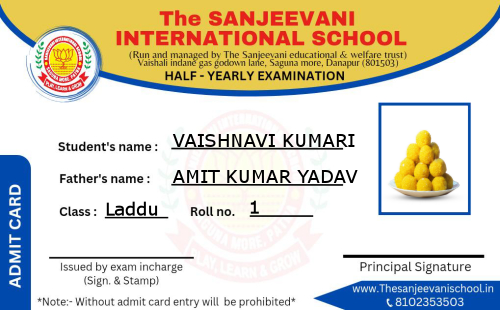 The SANJEEVANI
INTERNATIONAL SCHOOL
(Run and managed by The Sanjeevani educational & welfare trust)
Vaishali indane gas godown lane, Saguna more, Danapur (801503)
HALF - YEARLY EXAMINATION
Student's name : VAISHNAVI KUMARI
Father's name : AMIT KUMAR YADAV
Class : Laddu Roll no. 1
ADMIT CARD
PLAY, LEARN & GROW
Issued by exam incharge
(Sign. & Stamp)
Principal Signature
*Note:- Without admit card entry will be prohibited*
www.Thesanjeevanischool.in
8102353503